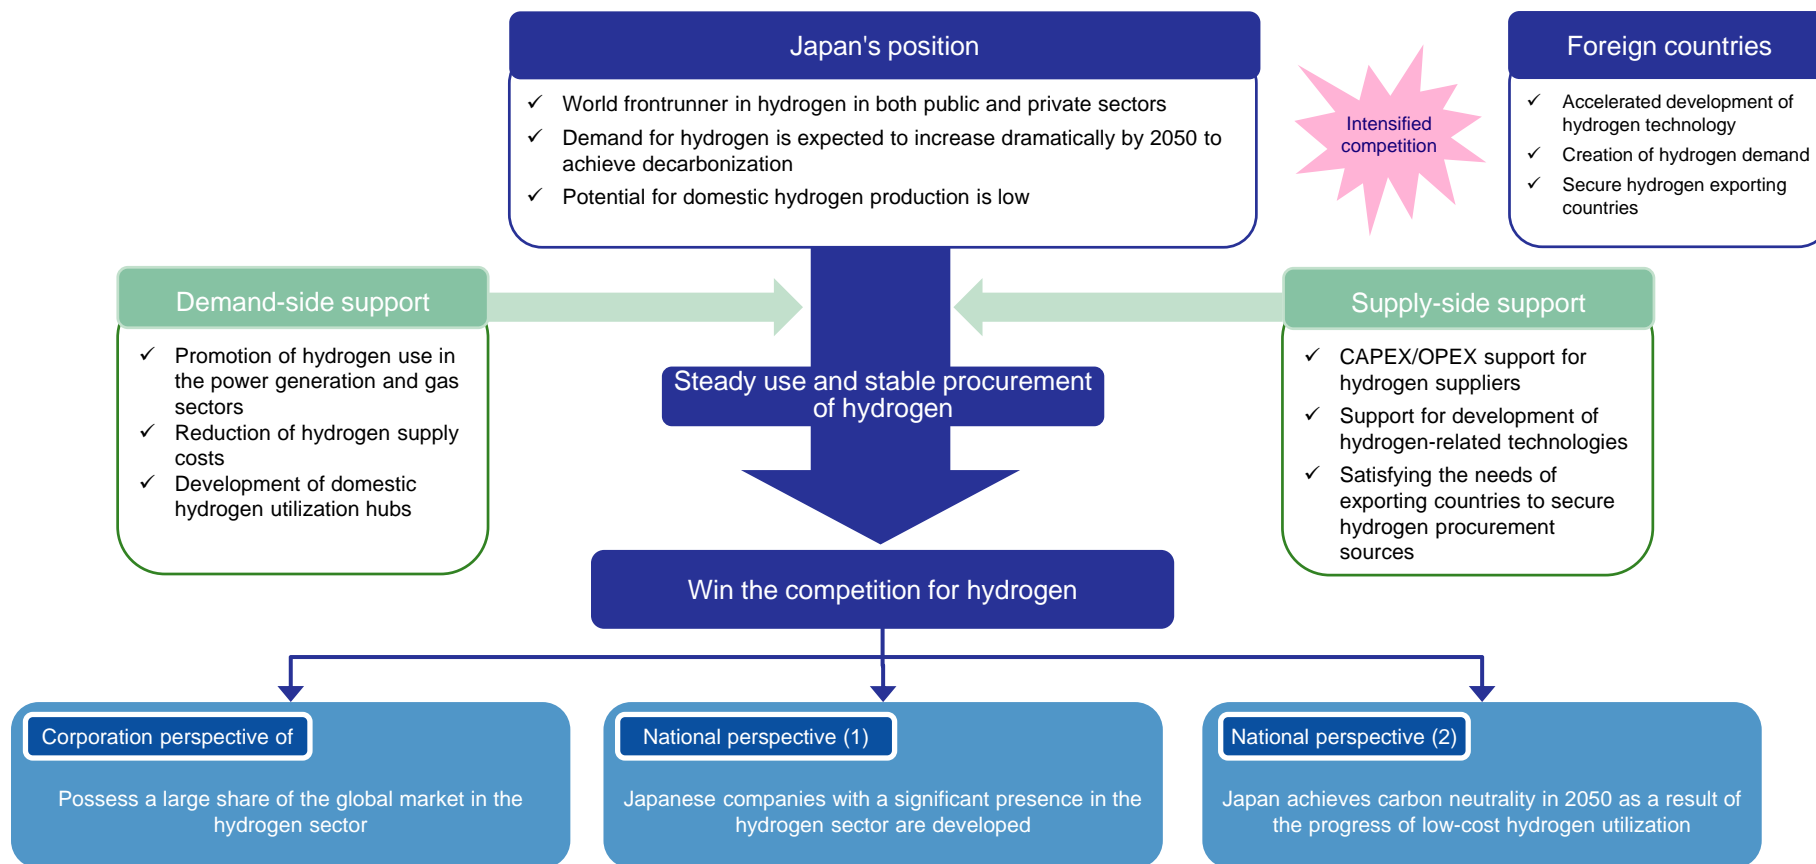 Japan's position
✓ World frontrunner in hydrogen in both public and private sectors
✓ Demand for hydrogen is expected to increase dramatically by 2050 to
achieve decarbonization
✓ Potential for domestic hydrogen production is low
Intensified
competition
Foreign countries
✓ Accelerated development of
hydrogen technology
✓ Creation of hydrogen demand
✓ Secure hydrogen exporting
countries
Demand-side support
✓ Promotion of hydrogen use in
the power generation and gas
sectors
✓ Reduction of hydrogen supply
costs
✓ Development of domestic
hydrogen utilization hubs
Steady use and stable procurement
of hydrogen
Supply-side support
✓ CAPEX/OPEX support for
hydrogen suppliers
✓ Support for development of
hydrogen-related technologies
✓ Satisfying the needs of
exporting countries to secure
hydrogen procurement
sources
Win the competition for hydrogen
Corporation perspective of
Possess a large share of the global market in the
hydrogen sector
National perspective (1)
Japanese companies with a significant presence in the
hydrogen sector are developed
National perspective (2)
Japan achieves carbon neutrality in 2050 as a result of
the progress of low-cost hydrogen utilization